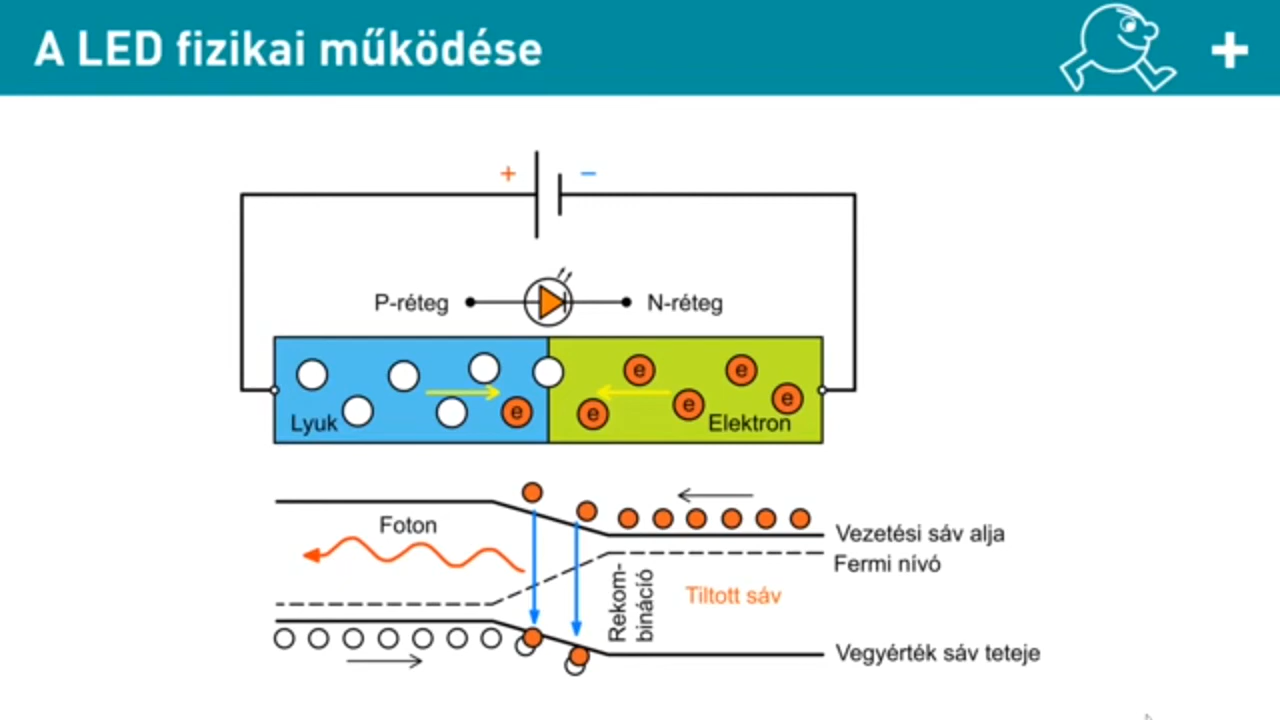 A LED fizikai működése
+
+ −
P-réteg N-réteg
e e
e e e e
Lyuk Elektron
Foton
Vezetési sáv alja
Fermi nívó
Rekom-
bináció
Tiltott sáv
Vegyérték sáv teteje